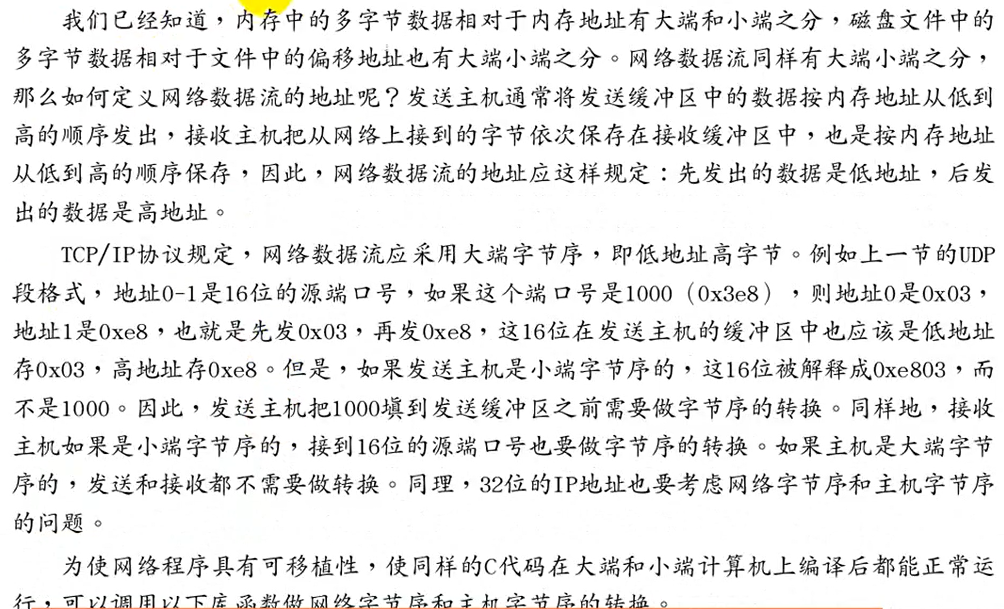 我们已经知道，内存中的多字节数据相对于内存地址有大端和小端之分，磁盘文件中的
多字节数据相对于文件中的偏移地址也有大端小端之分。网络数据流同样有大端小端之分，
那么如何定义网络数据流的地址呢？发送主机通常将发送缓冲区中的数据按内存地址从低到
高的顺序发出，接收主机把从网络上接到的字节依次保存在接收缓冲区中，也是按内存地址
从低到高的顺序保存，因此，网络数据流的地址应这样规定：先发出的数据是低地址，后发
出的数据是高地址。
TCP/IP协议规定，网络数据流应采用大端字节序，即低地址高字节。例如上一节的UDP
段格式，地址0-1是16位的源端口号，如果这个端口号是1000（0x3e8），则地址0是0x03，
地址1是0xe8，也就是先发0x03，再发0xe8，这16位在发送主机的缓冲区中也应该是低地址
存0x03，高地址存0xe8。但是，如果发送主机是小端字节序的，这16位被解释成0xe803，而
不是1000。因此，发送主机把1000填到发送缓冲区之前需要做字节序的转换。同样地，接收
主机如果是小端字节序的，接到16位的源端口号也要做字节序的转换。如果主机是大端字节
序的，发送和接收都不需要做转换。同理，32位的IP地址也要考虑网络字节序和主机字节序
的问题。
为使网络程序具有可移植性，使同样的C代码在大端和小端计算机上编译后都能正常运
行，可以调用以下库函数做网络字节序和主机字节序的转换。